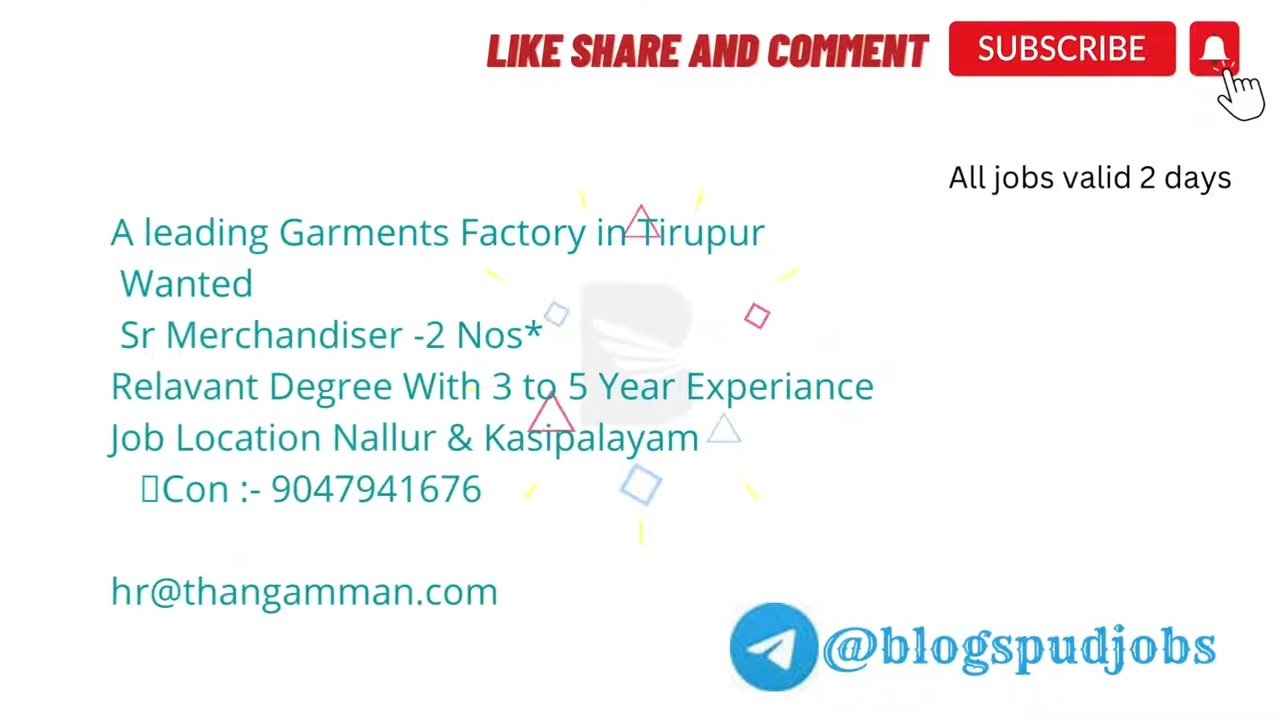 LIKE SHARE AND COMMENT
SUBSCRIBE
All jobs valid 2 days
A leading Garments Factory in Tirupur
Wanted
Sr Merchandiser -2 Nos*
Relavant Degree With 3 to 5 Year Experiance
Job Location Nallur & Kasipalayam
Con :- 9047941676
hr@thangamman.com
@blogspudjobs